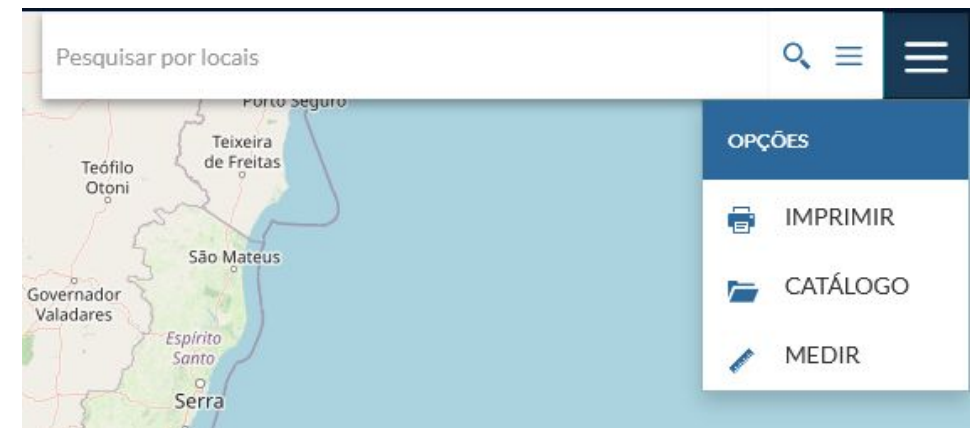 Pesquisar por locais
Porto Seguro
Teixeira
de Freitas
Teófilo
Otoni
São Mateus
Governador
Valadares
Espírito
Santo
Serra
OPÇÕES
IMPRIMIR
CATÁLOGO
MEDIR